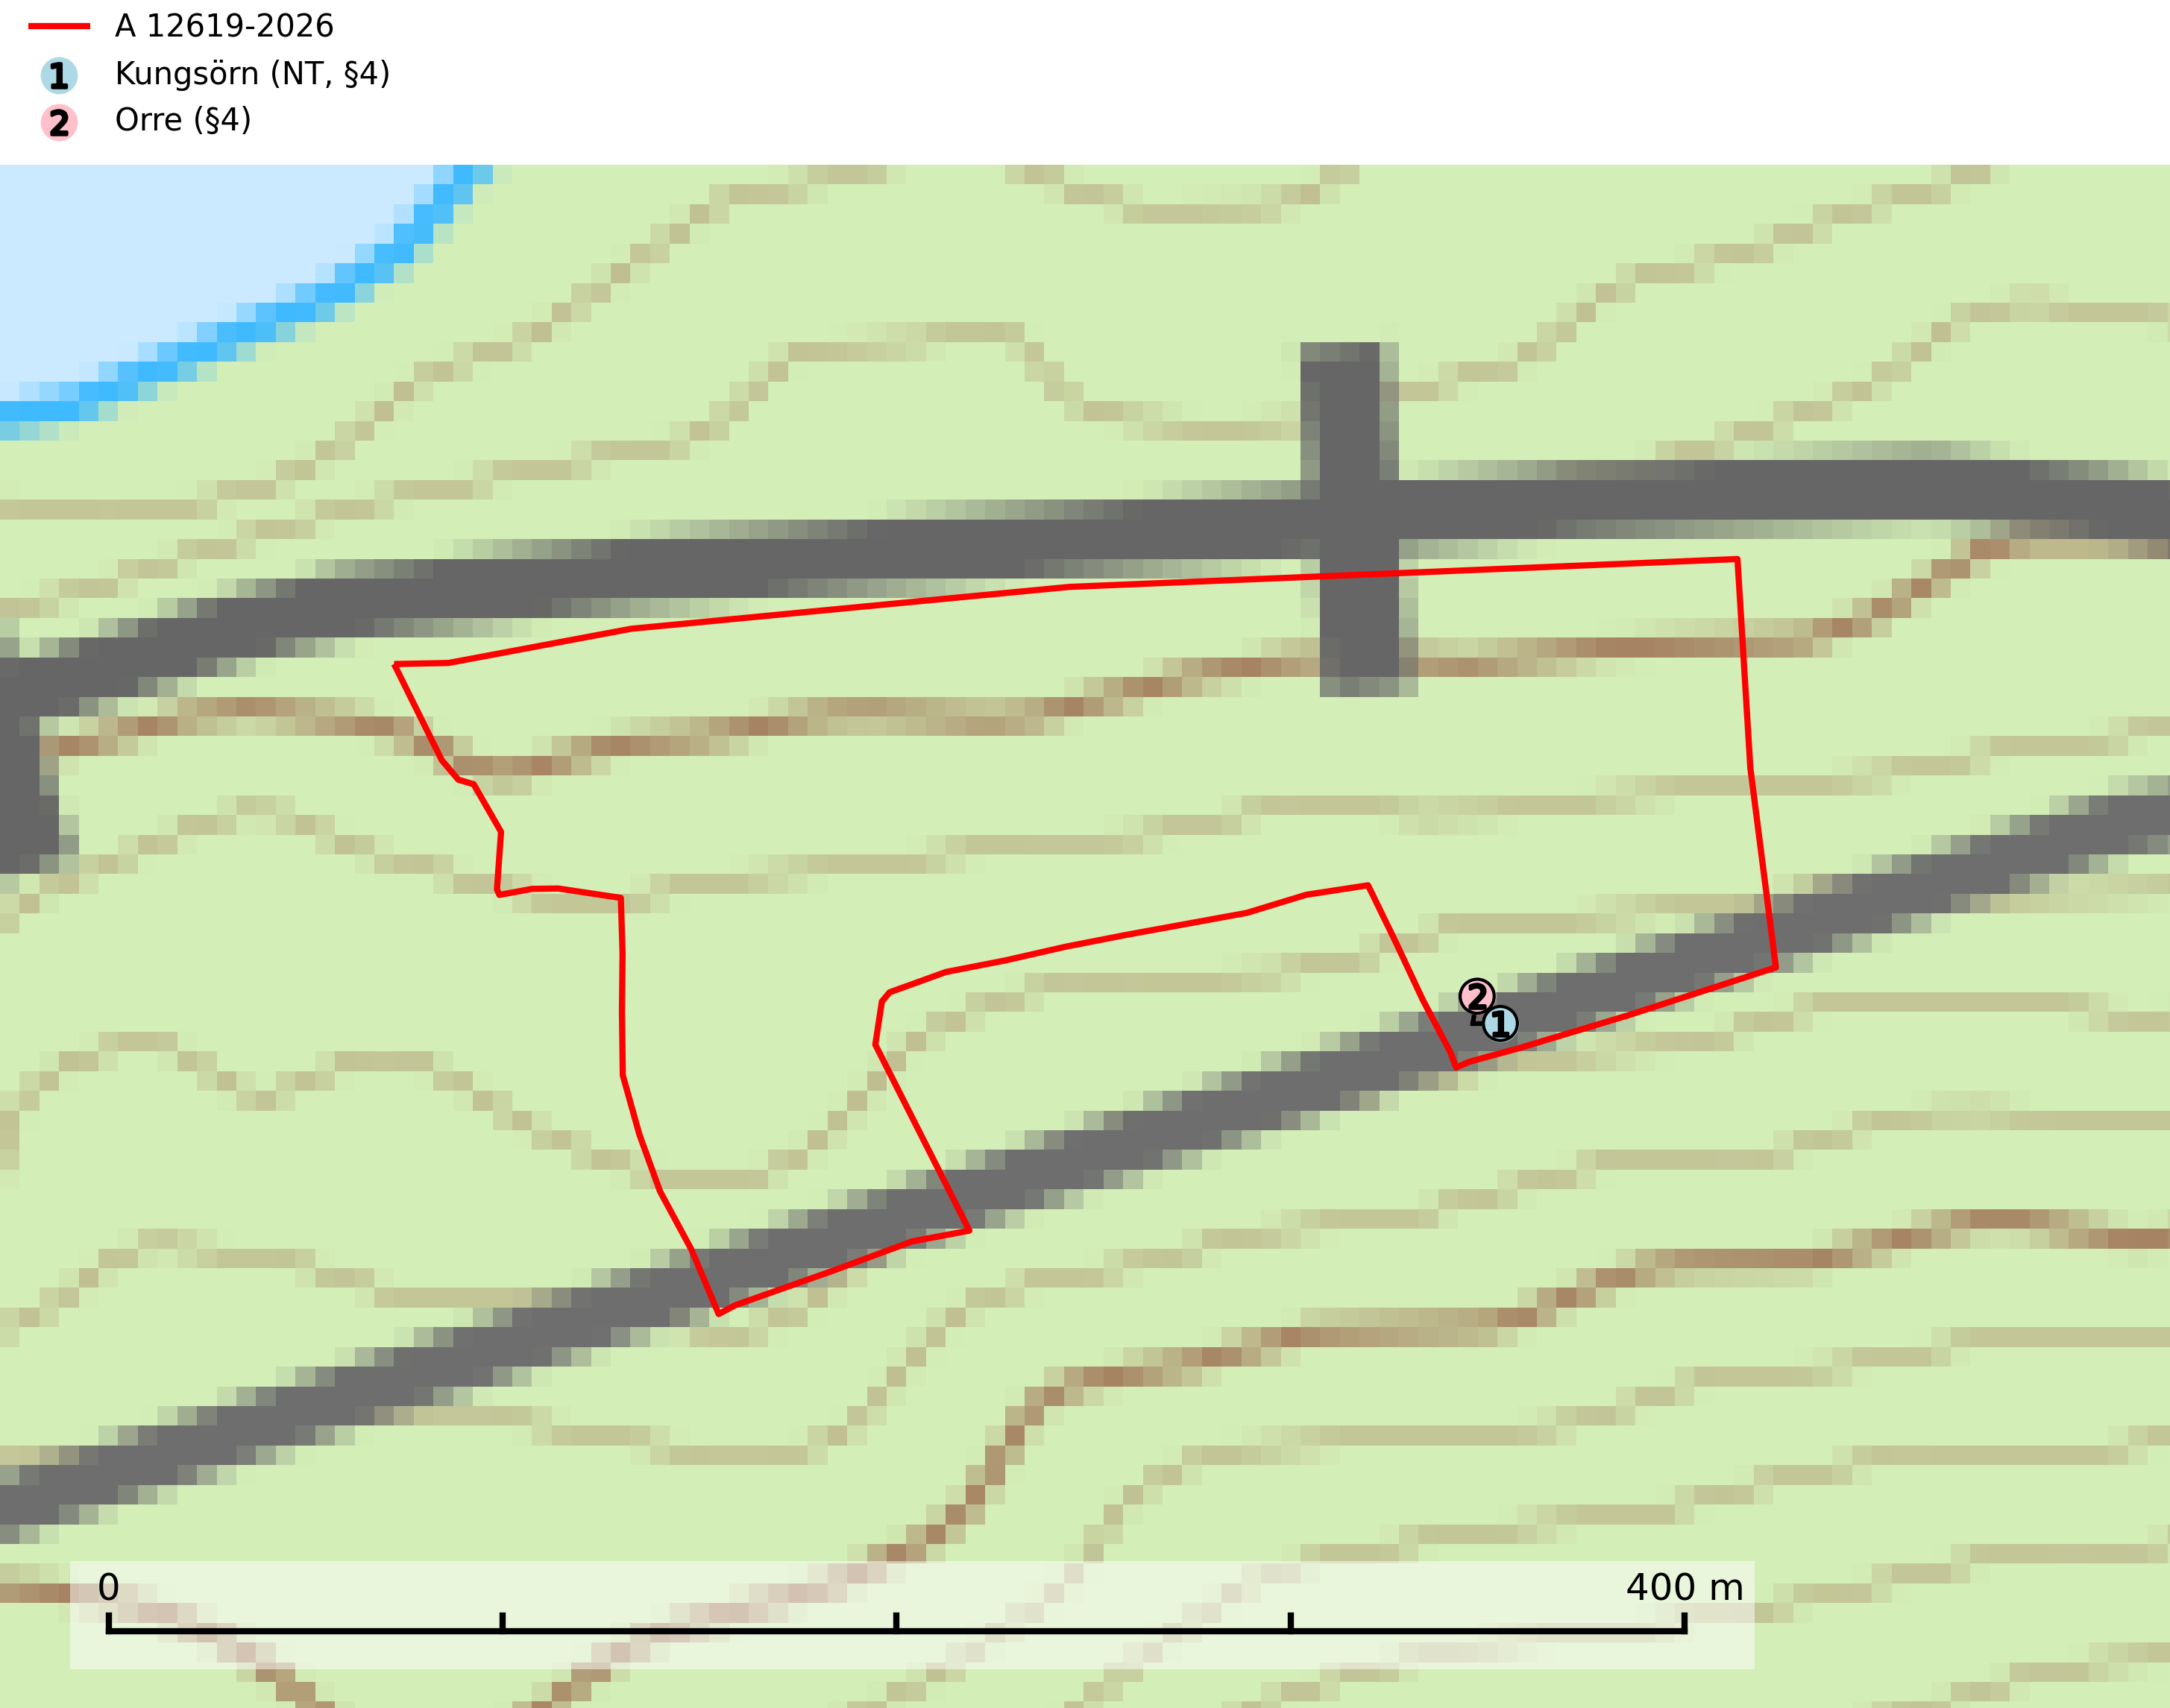 A 12619-2026
1 Kungsörn (NT, §4)
2 Orre (§4)
2
1
0 400 m